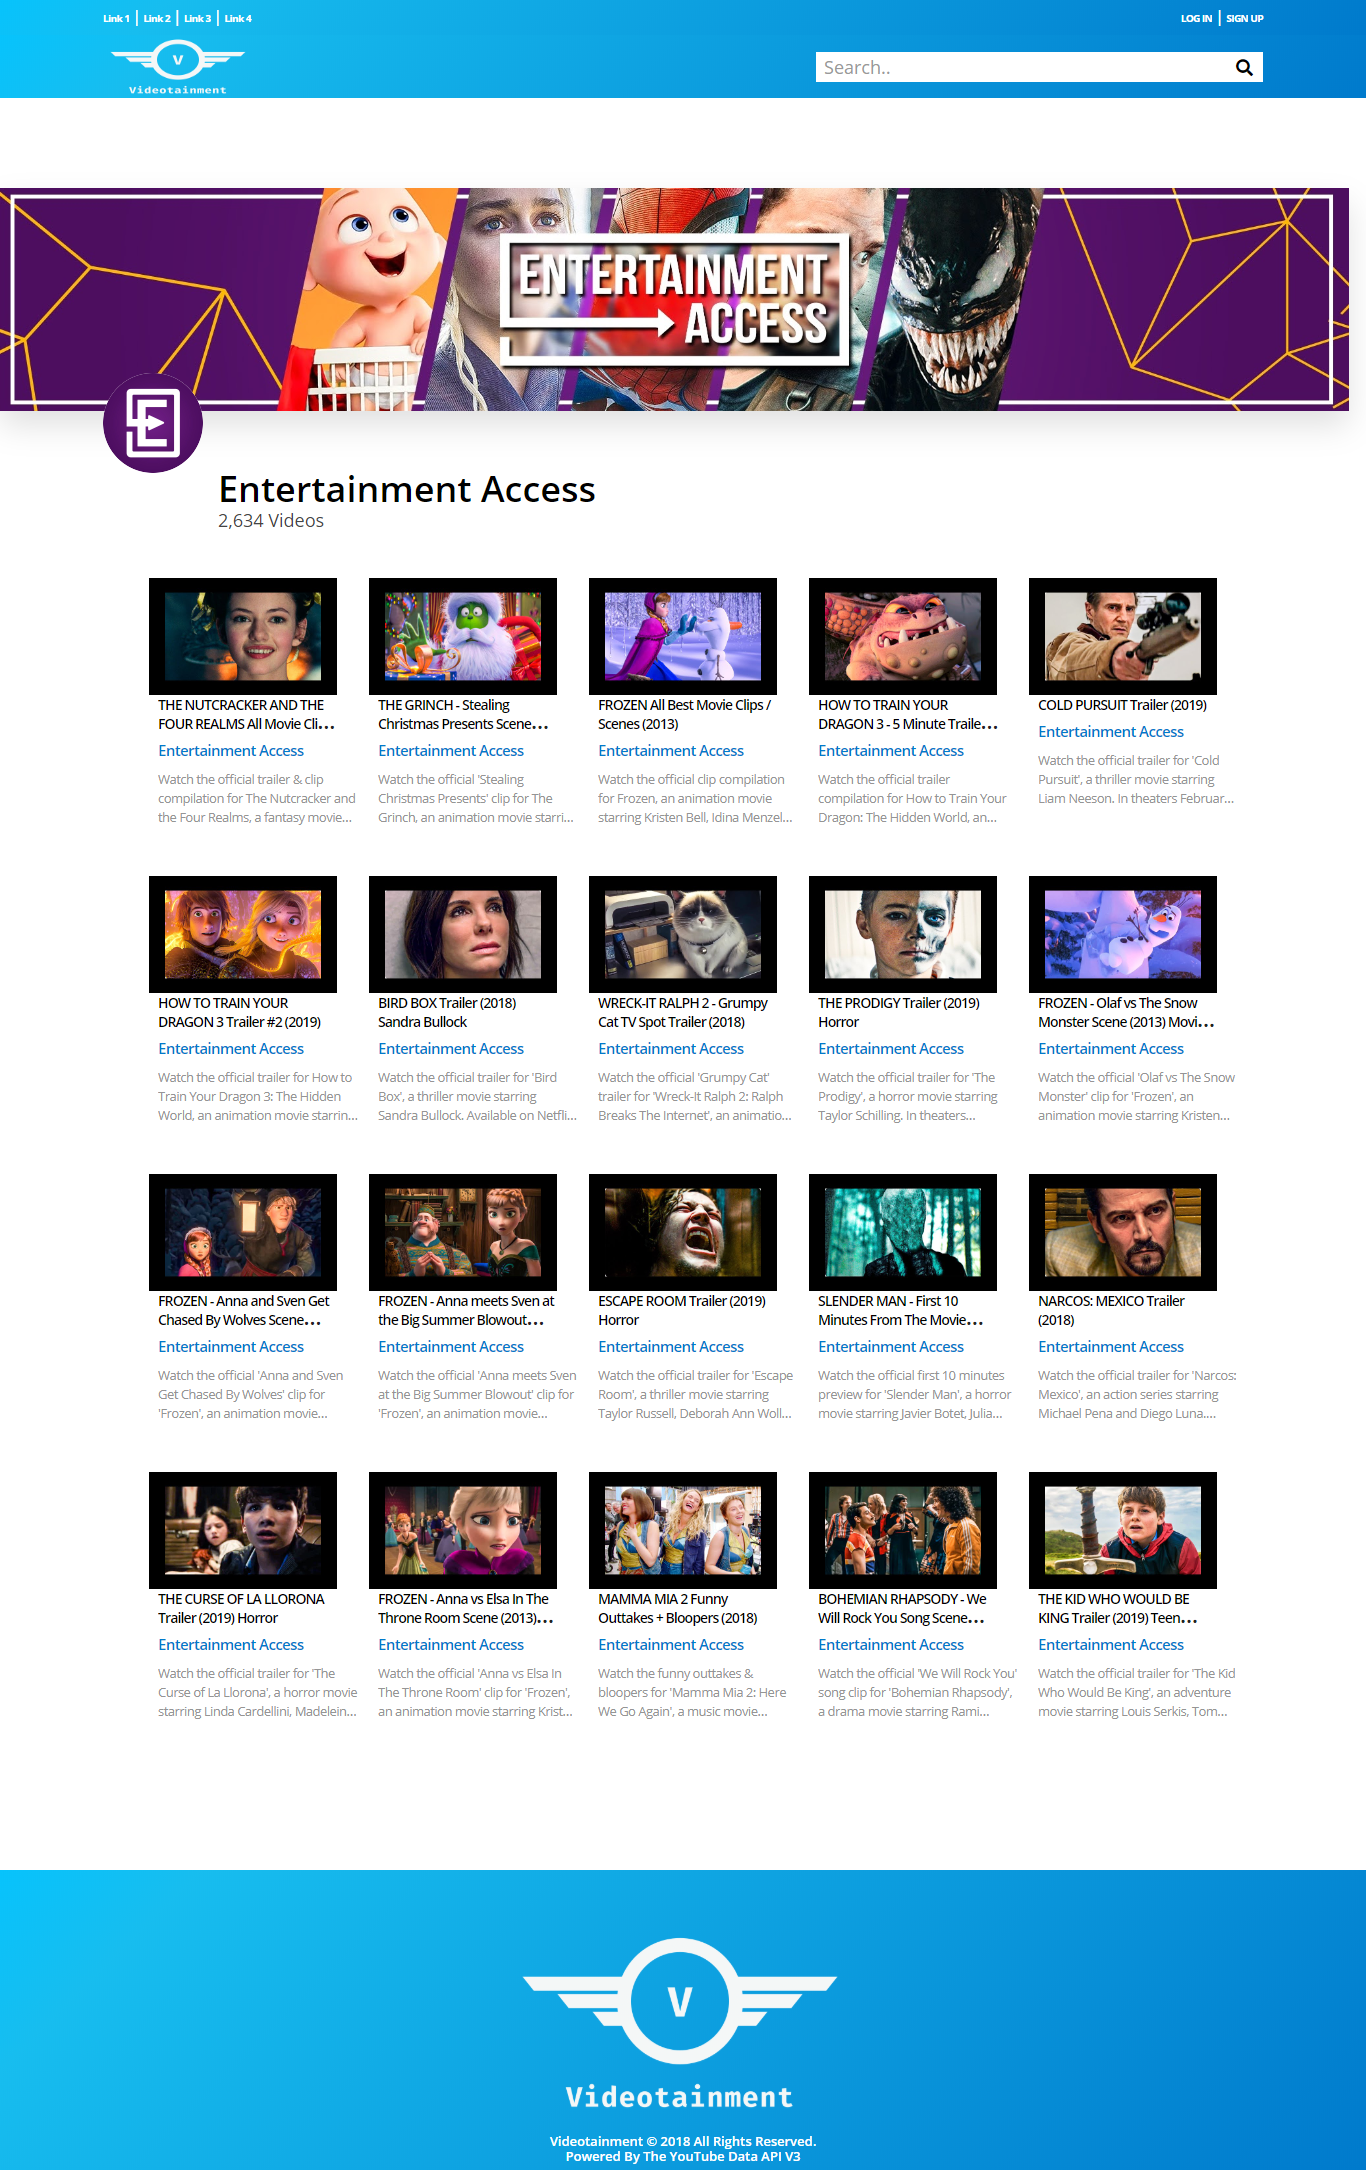 Link 1 | Link 2 | Link 3 | Link 4
LOG IN | SIGN UP
V
Videotainment
Search..
ENTERTAINMENT
ACCESS
E
Entertainment Access
2,634 Videos
THE NUTCRACKER AND THE
FOUR REALMS All Movie Cli...
Entertainment Access
Watch the official trailer & clip
compilation for The Nutcracker and
the Four Realms, a fantasy movie...
THE GRINCH - Stealing
Christmas Presents Scene...
Entertainment Access
Watch the official 'Stealing
Christmas Presents' clip for The
Grinch, an animation movie starri...
FROZEN All Best Movie Clips /
Scenes (2013)
Entertainment Access
Watch the official clip compilation
for Frozen, an animation movie
starring Kristen Bell, Idina Menzel...
HOW TO TRAIN YOUR
DRAGON 3 - 5 Minute Traile...
Entertainment Access
Watch the official trailer
compilation for How to Train Your
Dragon: The Hidden World, an...
COLD PURSUIT Trailer (2019)
Entertainment Access
Watch the official trailer for 'Cold
Pursuit', a thriller movie starring
Liam Neeson. In theaters Februar...
HOW TO TRAIN YOUR
DRAGON 3 Trailer #2 (2019)
Entertainment Access
Watch the official trailer for How to
Train Your Dragon 3: The Hidden
World, an animation movie starrin...
BIRD BOX Trailer (2018)
Sandra Bullock
Entertainment Access
Watch the official trailer for 'Bird
Box', a thriller movie starring
Sandra Bullock. Available on Netfli...
WRECK-IT RALPH 2 - Grumpy
Cat TV Spot Trailer (2018)
Entertainment Access
Watch the official 'Grumpy Cat'
trailer for 'Wreck-It Ralph 2: Ralph
Breaks The Internet', an animatio...
THE PRODIGY Trailer (2019)
Horror
Entertainment Access
Watch the official trailer for 'The
Prodigy', a horror movie starring
Taylor Schilling. In theaters...
FROZEN - Olaf vs The Snow
Monster Scene (2013) Movi...
Entertainment Access
Watch the official 'Olaf vs The Snow
Monster' clip for 'Frozen', an
animation movie starring Kristen...
FROZEN - Anna and Sven Get
Chased By Wolves Scene...
Entertainment Access
Watch the official 'Anna and Sven
Get Chased By Wolves' clip for
'Frozen', an animation movie...
FROZEN - Anna meets Sven at
the Big Summer Blowout...
Entertainment Access
Watch the official 'Anna meets Sven
at the Big Summer Blowout' clip for
'Frozen', an animation movie...
ESCAPE ROOM Trailer (2019)
Horror
Entertainment Access
Watch the official trailer for 'Escape
Room', a thriller movie starring
Taylor Russell, Deborah Ann Woll...
SLENDER MAN - First 10
Minutes From The Movie...
Entertainment Access
Watch the official first 10 minutes
preview for 'Slender Man', a horror
movie starring Javier Botet, Julia...
NARCOS: MEXICO Trailer
(2018)
Entertainment Access
Watch the official trailer for 'Narcos:
Mexico', an action series starring
Michael Pena and Diego Luna....
THE CURSE OF LA LLORONA
Trailer (2019) Horror
Entertainment Access
Watch the official trailer for 'The
Curse of La Llorona', a horror movie
starring Linda Cardellini, Madelein...
FROZEN - Anna vs Elsa In The
Throne Room Scene (2013)...
Entertainment Access
Watch the official 'Anna vs Elsa In
The Throne Room' clip for 'Frozen',
an animation movie starring Krist...
MAMMA MIA 2 Funny
Outtakes + Bloopers (2018)
Entertainment Access
Watch the funny outtakes &
bloopers for 'Mamma Mia 2: Here
We Go Again', a music movie...
BOHEMIAN RHAPSODY - We
Will Rock You Song Scene...
Entertainment Access
Watch the official 'We Will Rock You'
song clip for 'Bohemian Rhapsody',
a drama movie starring Rami...
THE KID WHO WOULD BE
KING Trailer (2019) Teen...
Entertainment Access
Watch the official trailer for 'The Kid
Who Would Be King', an adventure
movie starring Louis Serkis, Tom...
V
Videotainment
Videotainment © 2018 All Rights Reserved.
Powered By The YouTube Data API V3